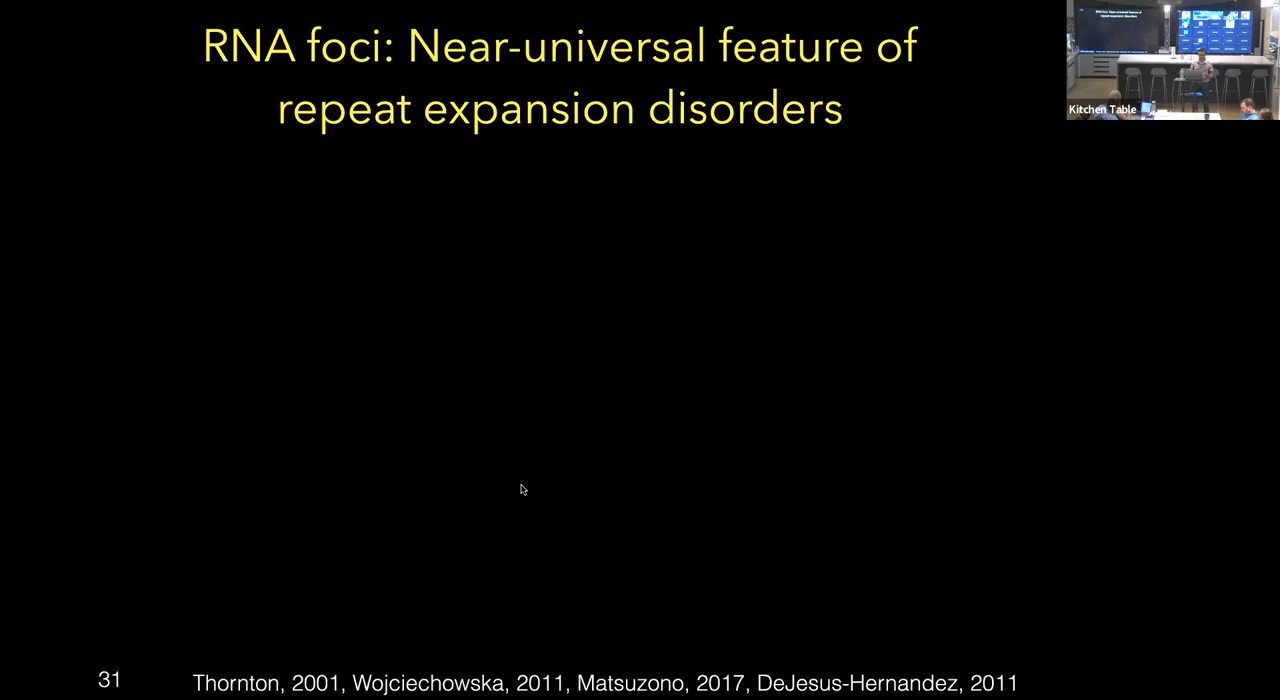 RNA foci: Near-universal feature of
repeat expansion disorders
Kitchen Table
31
Thornton, 2001, Wojciechowska, 2011, Matsuzono, 2017, DeJesus-Hernandez, 2011